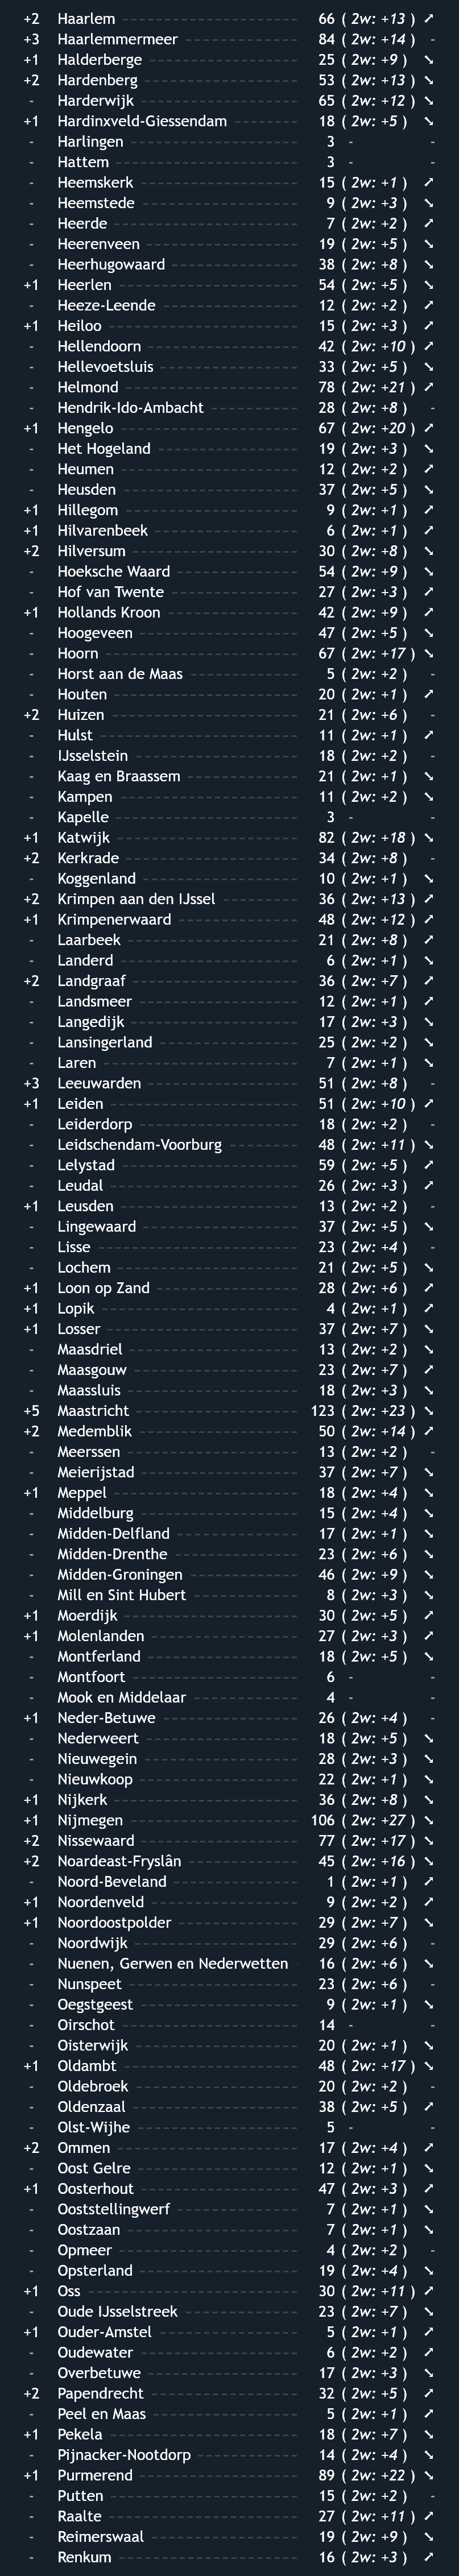 +2 Haarlem 66 ( 2w: +13 ) ↗
+3 Haarlemmermeer 84 ( 2w: +14 ) -
+1 Halderberge 25 ( 2w: +9 ) ↘
+2 Hardenberg 53 ( 2w: +13 ) ↘
- Harderwijk 65 ( 2w: +12 ) ↘
+1 Hardinxveld-Giessendam 18 ( 2w: +5 ) ↘
- Harlingen 3 - -
- Hattem 3 - -
- Heemskerk 15 ( 2w: +1 ) ↗
- Heemstede 9 ( 2w: +3 ) ↘
- Heerde 7 ( 2w: +2 ) ↗
- Heerenveen 19 ( 2w: +5 ) ↘
- Heerhugowaard 38 ( 2w: +8 ) ↘
+1 Heerlen 54 ( 2w: +5 ) ↘
- Heeze-Leende 12 ( 2w: +2 ) ↗
+1 Heiloo 15 ( 2w: +3 ) ↗
- Hellendoorn 42 ( 2w: +10 ) ↗
- Hellevoetsluis 33 ( 2w: +5 ) ↘
- Helmond 78 ( 2w: +21 ) ↗
- Hendrik-Ido-Ambacht 28 ( 2w: +8 ) -
+1 Hengelo 67 ( 2w: +20 ) ↗
- Het Hogeland 19 ( 2w: +3 ) ↘
- Heumen 12 ( 2w: +2 ) ↗
- Heusden 37 ( 2w: +5 ) ↘
+1 Hillegom 9 ( 2w: +1 ) ↗
+1 Hilvarenbeek 6 ( 2w: +1 ) ↗
+2 Hilversum 30 ( 2w: +8 ) ↘
- Hoeksche Waard 54 ( 2w: +9 ) ↘
- Hof van Twente 27 ( 2w: +3 ) ↗
+1 Hollands Kroon 42 ( 2w: +9 ) ↗
- Hoogeveen 47 ( 2w: +5 ) ↘
- Hoorn 67 ( 2w: +17 ) ↘
- Horst aan de Maas 5 ( 2w: +2 ) -
- Houten 20 ( 2w: +1 ) ↗
+2 Huizen 21 ( 2w: +6 ) -
- Hulst 11 ( 2w: +1 ) ↗
- IJsselstein 18 ( 2w: +2 ) -
- Kaag en Braassem 21 ( 2w: +1 ) ↘
- Kampen 11 ( 2w: +2 ) ↘
- Kapelle 3 - -
+1 Katwijk 82 ( 2w: +18 ) ↘
+2 Kerkrade 34 ( 2w: +8 ) -
- Koggenland 10 ( 2w: +1 ) ↘
+2 Krimpen aan den IJssel 36 ( 2w: +13 ) ↗
+1 Krimpenerwaard 48 ( 2w: +12 ) ↗
- Laarbeek 21 ( 2w: +8 ) ↗
- Landerd 6 ( 2w: +1 ) ↘
+2 Landgraaf 36 ( 2w: +7 ) ↗
- Landsmeer 12 ( 2w: +1 ) ↗
- Langedijk 17 ( 2w: +3 ) ↘
- Lansingerland 25 ( 2w: +2 ) ↘
- Laren 7 ( 2w: +1 ) ↘
+3 Leeuwarden 51 ( 2w: +8 ) -
+1 Leiden 51 ( 2w: +10 ) ↗
- Leiderdorp 18 ( 2w: +2 ) -
- Leidschendam-Voorburg 48 ( 2w: +11 ) ↘
- Lelystad 59 ( 2w: +5 ) ↗
- Leudal 26 ( 2w: +3 ) ↗
+1 Leusden 13 ( 2w: +2 ) -
- Lingewaard 37 ( 2w: +5 ) ↘
- Lisse 23 ( 2w: +4 ) -
- Lochem 21 ( 2w: +5 ) ↘
+1 Loon op Zand 28 ( 2w: +6 ) ↗
+1 Lopik 4 ( 2w: +1 ) ↗
+1 Losser 37 ( 2w: +7 ) ↘
- Maasdriel 13 ( 2w: +2 ) ↘
- Maasgouw 23 ( 2w: +7 ) ↗
- Maassluis 18 ( 2w: +3 ) ↘
+5 Maastricht 123 ( 2w: +23 ) ↘
+2 Medemblik 50 ( 2w: +14 ) ↗
- Meerssen 13 ( 2w: +2 ) -
- Meierijstad 37 ( 2w: +7 ) ↘
+1 Meppel 18 ( 2w: +4 ) ↘
- Middelburg 15 ( 2w: +4 ) ↘
- Midden-Delfland 17 ( 2w: +1 ) ↘
- Midden-Drenthe 23 ( 2w: +6 ) ↘
- Midden-Groningen 46 ( 2w: +9 ) ↘
- Mill en Sint Hubert 8 ( 2w: +3 ) ↘
+1 Moerdijk 30 ( 2w: +5 ) ↗
+1 Molenlanden 27 ( 2w: +3 ) ↗
- Montferland 18 ( 2w: +5 ) ↘
- Montfoort 6 - -
- Mook en Middelaar 4 - -
+1 Neder-Betuwe 26 ( 2w: +4 ) -
- Nederweert 18 ( 2w: +5 ) ↘
- Nieuwegein 28 ( 2w: +3 ) ↘
- Nieuwkoop 22 ( 2w: +1 ) ↘
+1 Nijkerk 36 ( 2w: +8 ) ↘
+1 Nijmegen 106 ( 2w: +27 ) ↘
+2 Nissewaard 77 ( 2w: +17 ) ↘
+2 Noardeast-Fryslân 45 ( 2w: +16 ) ↘
- Noord-Beveland 1 ( 2w: +1 ) ↗
+1 Noordenveld 9 ( 2w: +2 ) ↗
+1 Noordoostpolder 29 ( 2w: +7 ) ↘
- Noordwijk 29 ( 2w: +6 ) -
- Nuenen, Gerwen en Nederwetten 16 ( 2w: +6 ) ↘
- Nunspeet 23 ( 2w: +6 ) -
- Oegstgeest 9 ( 2w: +1 ) ↘
- Oirschot 14 - -
- Oisterwijk 20 ( 2w: +1 ) ↘
+1 Oldambt 48 ( 2w: +17 ) ↘
- Oldebroek 20 ( 2w: +2 ) -
- Oldenzaal 38 ( 2w: +5 ) ↗
- Olst-Wijhe 5 - -
+2 Ommen 17 ( 2w: +4 ) ↗
- Oost Gelre 12 ( 2w: +1 ) ↘
+1 Oosterhout 47 ( 2w: +3 ) ↗
- Ooststellingwerf 7 ( 2w: +1 ) ↘
- Oostzaan 7 ( 2w: +1 ) ↘
- Opmeer 4 ( 2w: +2 ) -
- Opsterland 19 ( 2w: +4 ) ↘
+1 Oss 30 ( 2w: +11 ) ↗
- Oude IJsselstreek 23 ( 2w: +7 ) ↘
+1 Ouder-Amstel 5 ( 2w: +1 ) ↗
- Oudewater 6 ( 2w: +2 ) ↗
- Overbetuwe 17 ( 2w: +3 ) ↘
+2 Papendrecht 32 ( 2w: +5 ) ↗
- Peel en Maas 5 ( 2w: +1 ) ↗
+1 Pekela 18 ( 2w: +7 ) ↘
- Pijnacker-Nootdorp 14 ( 2w: +4 ) ↘
+1 Purmerend 89 ( 2w: +22 ) ↘
- Putten 15 ( 2w: +2 ) -
- Raalte 27 ( 2w: +11 ) ↗
- Reimerswaal 19 ( 2w: +9 ) ↘
- Renkum 16 ( 2w: +3 ) ↗